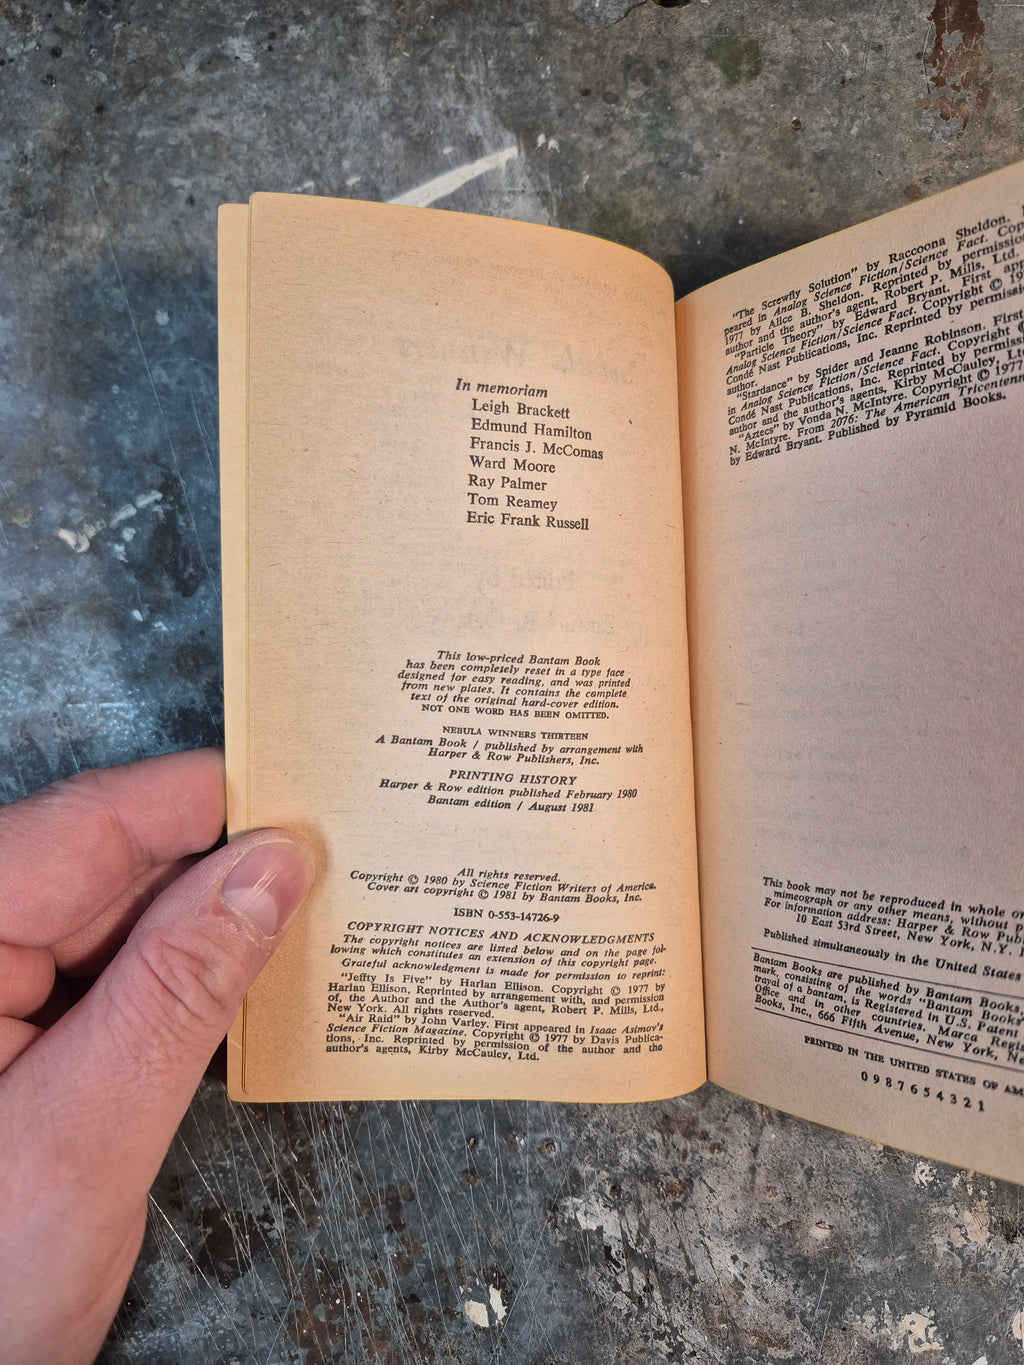 In memoriam
Leigh Brackett
Edmund Hamilton
Francis J. McComas
Ward Moore
Ray Palmer
Tom Reamey
Eric Frank Russell
This low-priced Bantam Book
has been completely reset in a type face
designed for easy reading, and was printed
from new plates. It contains the complete
text of the original hard-cover edition.
NOT ONE WORD HAS BEEN OMITTED.
NEBULA WINNERS THIRTEEN
A Bantam Book / published by arrangement with
Harper & Row Publishers, Inc.
PRINTING HISTORY
Harper & Row edition published February 1980
Bantam edition / August 1981
All rights reserved.
Copyright © 1980 by Science Fiction Writers of America.
Cover art copyright © 1981 by Bantam Books, Inc.
ISBN 0-553-14726-9
COPYRIGHT NOTICES AND ACKNOWLEDGMENTS
The copyright notices are listed below and on the page fol-
lowing which constitutes an extension of this copyright page.
Grateful acknowledgment is made for permission to reprint:
"Jeffty Is Five" by Harlan Ellison. Copyright © 1977 by
Harlan Ellison, Reprinted by arrangement with, and permission
of, the Author and the Author's agent, Robert P. Mills, Ltd.,
New York. All rights reserved.
"Air Raid" by John Varley. First appeared in Isaac Asimov's
Science Fiction Magazine. Copyright © 1977 by Davis Publica-
tions, Inc. Reprinted by permission of the author and the
author's agents, Kirby McCauley, Ltd.
"The Screwfly Solution" by Raccoona Sheldon.
peared in Analog Science Fiction/Science Fact.
1977 by Alice B. Sheldon. Reprinted by permission
author and the author's agent, Robert P. Mills, Ltd.
"Particle Theory" by Edward Bryant. First
Analog Science Fiction/Science Fact. Copyright ©
Condé Nast Publications, Inc. Reprinted by
author.
"Stardance" by Spider and Jeanne Robinson. First
in Analog Science Fiction/Science Fact. Copyright ©
Condé Nast Publications, Inc. Reprinted by
author and the author's agents, Kirby McCauley,
"Aztecs" by Vonda N. McIntyre. Copyright © 1977
N. McIntyre. From 2076: The American
by Edward Bryant. Published by Pyramid Books.
This book may not be reproduced in whole or
mimeograph or any other means, without
For information address: Harper & Row
10 East 53rd Street, New York, N.Y.
Published simultaneously in the United States
Bantam Books are published by Bantam Books,
mark, consisting of the words "Bantam Books"
trayal of a bantam, is Registered in U.S. Patent
Office and in other countries. Marca
Books, Inc., 666 Fifth Avenue, New York,
PRINTED IN THE UNITED STATES OF
0 9 8 7 6 5 4 3 2 1